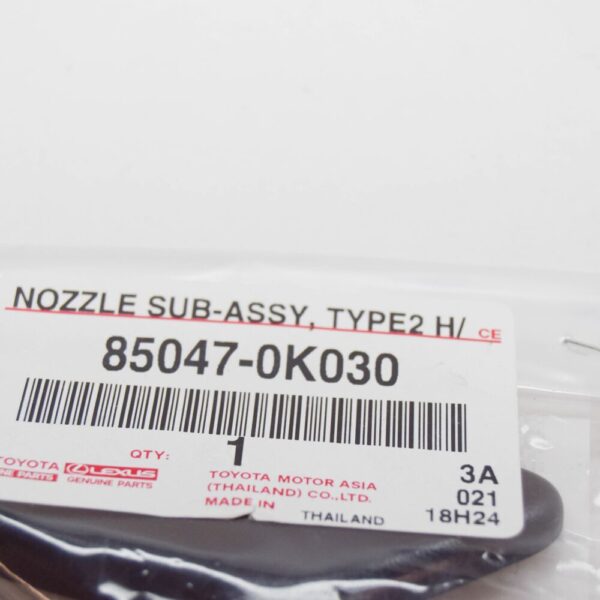 NOZZLE SUB-ASSY, TYPE2 H/ CE
85047-0K030
QTY: 1
TOYOTA
PARTS
LEXUS
GENUINE PARTS
TOYOTA MOTOR ASIA
(THAILAND) CO.,LTD.
MADE IN THAILAND
3A
021
18H24